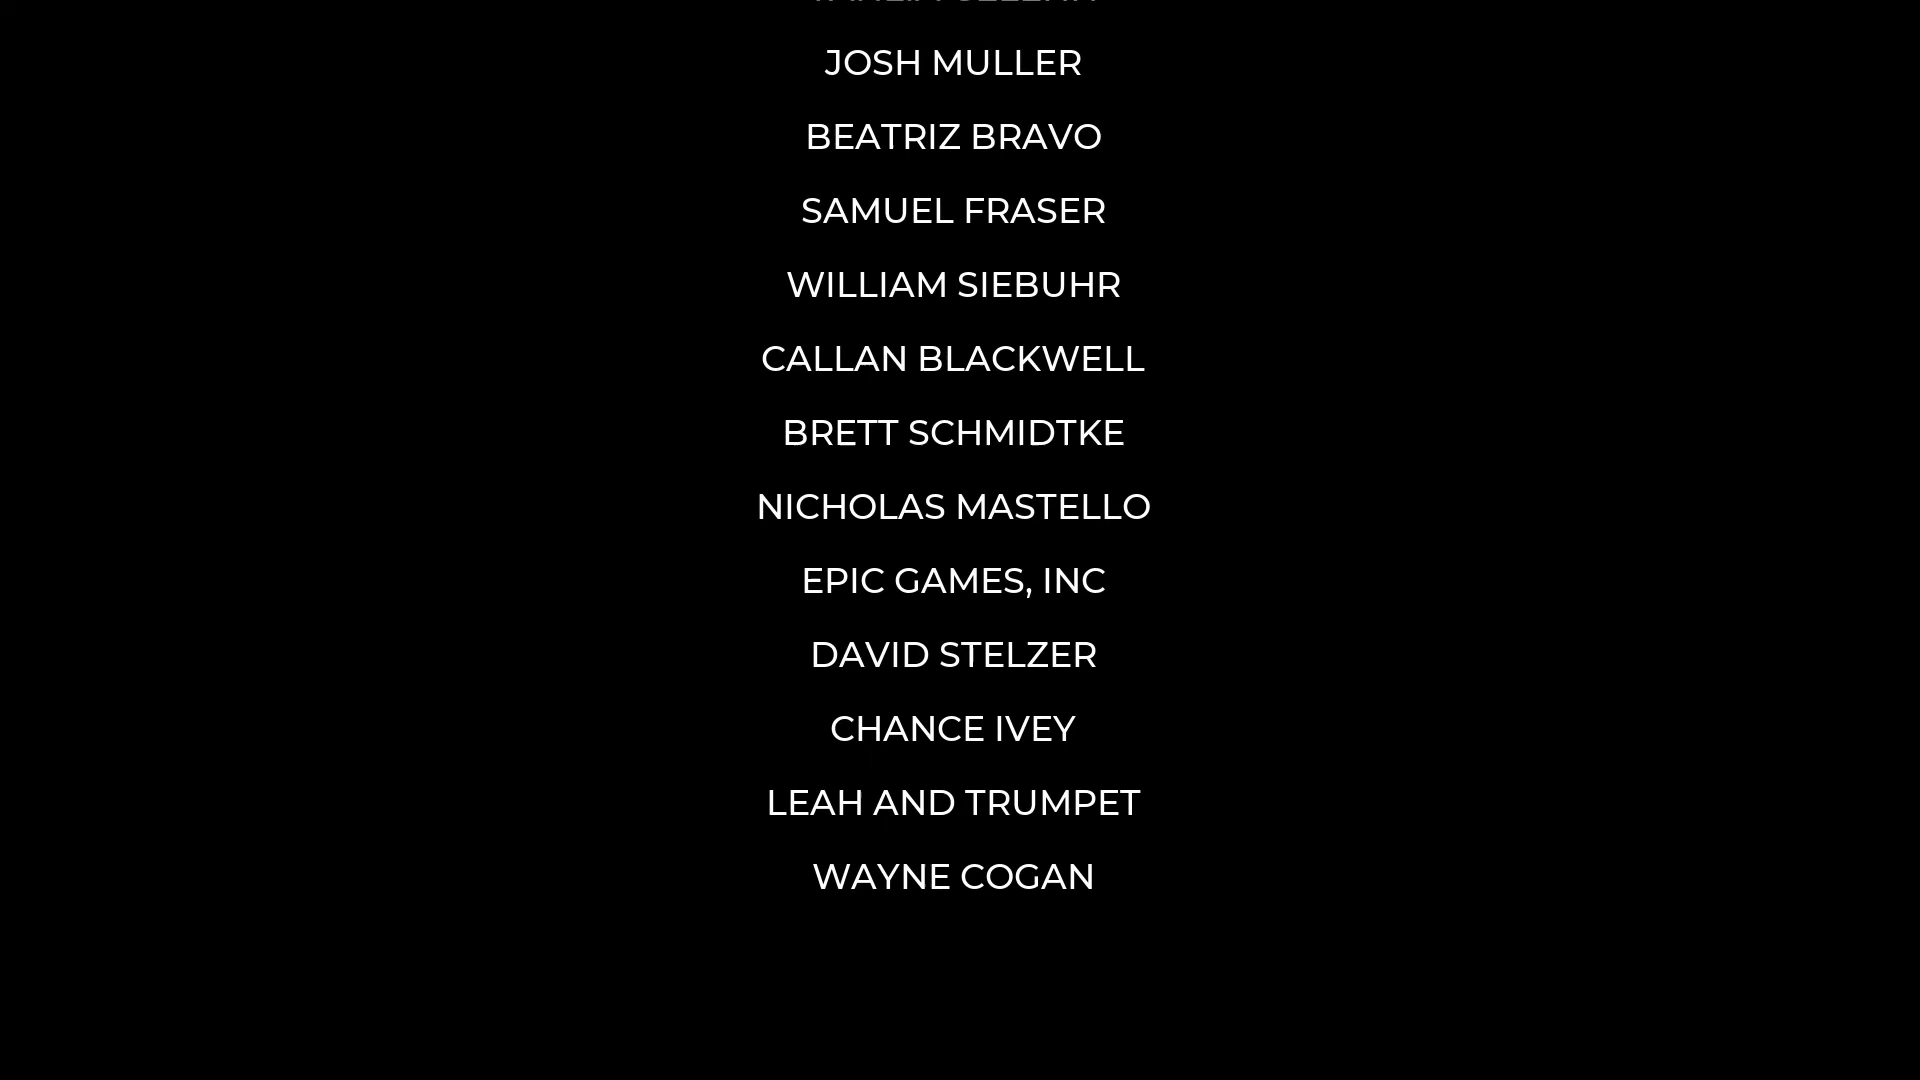 JOSH MULLER
BEATRIZ BRAVO
SAMUEL FRASER
WILLIAM SIEBUHR
CALLAN BLACKWELL
BRETT SCHMIDTKE
NICHOLAS MASTELLO
EPIC GAMES, INC
DAVID STELZER
CHANCE IVEY
LEAH AND TRUMPET
WAYNE COGAN